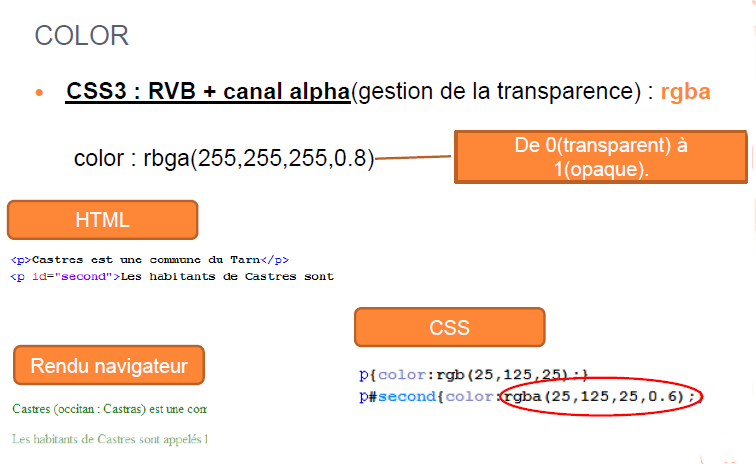 COLOR
• CSS3 : RVB + canal alpha(gestion de la transparence) : rgba
color : rbga(255,255,255,0.8)
De 0(transparent) à
1(opaque).
HTML
<p>Castres est une commune du Tarn</p>
<p id="second">Les habitants de Castres sont
CSS
p{color:rgb(25,125,25);}
p#second{color:rgba(25,125,25,0.6);
Rendu navigateur
Castres (occitan : Castras) est une com
Les habitants de Castres sont appelés l